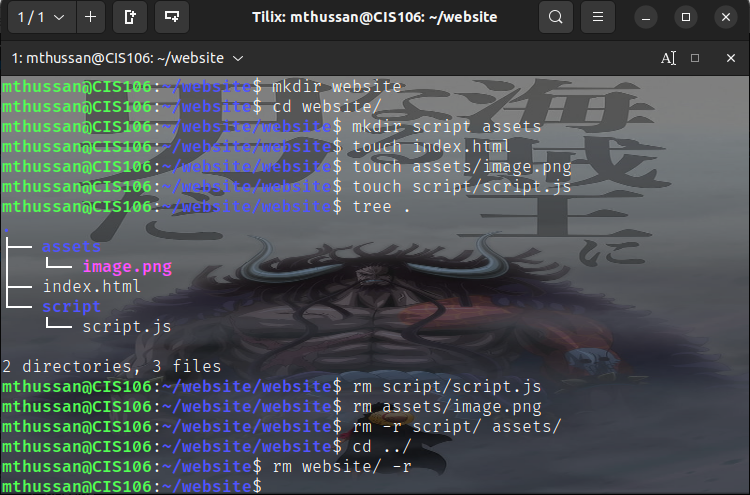 1 / 1
Tilix: mthussan@CIS106: ~/website
1: mthussan@CIS106: ~/website
mthussan@CIS106:~/website$ mkdir website
mthussan@CIS106:~/website$ cd website/
mthussan@CIS106:~/website/website$ mkdir script assets
mthussan@CIS106:~/website/website$ touch index.html
mthussan@CIS106:~/website/website$ touch assets/image.png
mthussan@CIS106:~/website/website$ touch script/script.js
mthussan@CIS106:~/website/website$ tree .
.
├── assets
│   └── image.png
├── index.html
└── script
    └── script.js
2 directories, 3 files
mthussan@CIS106:~/website/website$ rm script/script.js
mthussan@CIS106:~/website/website$ rm assets/image.png
mthussan@CIS106:~/website/website$ rm -r script/ assets/
mthussan@CIS106:~/website/website$ cd ../
mthussan@CIS106:~/website$ rm website/ -r
mthussan@CIS106:~/website$